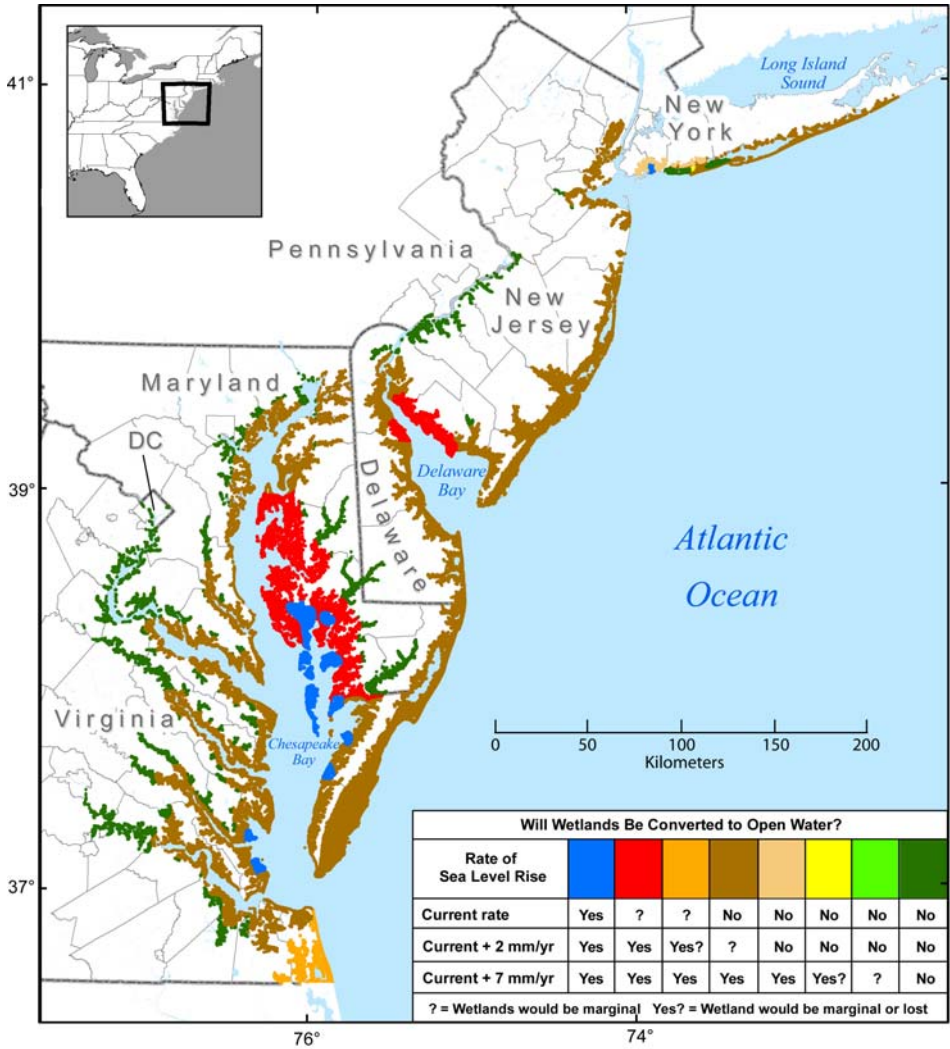 41°
Long Island
Sound
New
York
Pennsylvania
New
Jersey
Maryland
DC
39°
Delaware
Bay
Delaware
Atlantic
Ocean
Virginia
Chesapeake
Bay
0 50 100 150 200
Kilometers
37°
Will Wetlands Be Converted to Open Water?
Rate of
Sea Level Rise
Current rate Yes ? ? No No No No No
Current + 2 mm/yr Yes Yes Yes? ? No No No No
Current + 7 mm/yr Yes Yes Yes Yes Yes Yes? ? No
? = Wetlands would be marginal Yes? = Wetland would be marginal or lost
76° 74°